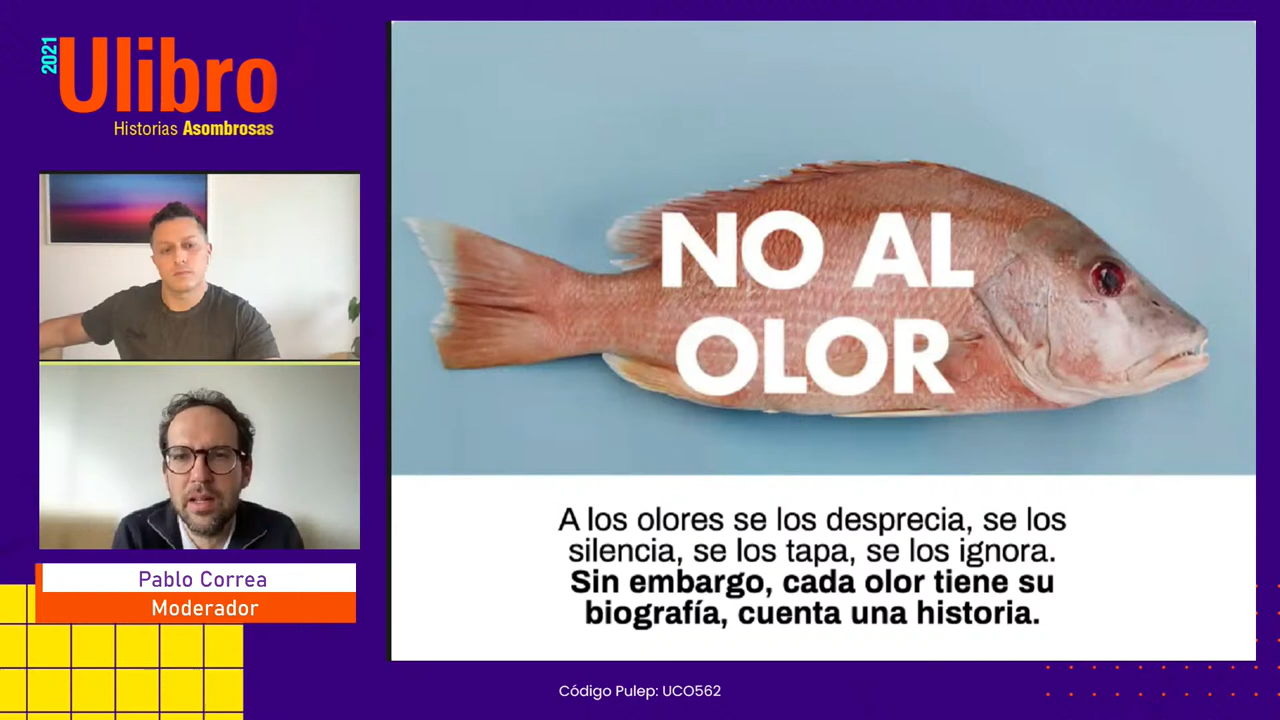 2021
Ulibro
Historias Asombrosas
NO AL
OLOR
A los olores se los desprecia, se los
silencia, se los tapa, se los ignora.
Sin embargo, cada olor tiene su
biografía, cuenta una historia.
Pablo Correa
Moderador
Código Pulep: UCO562